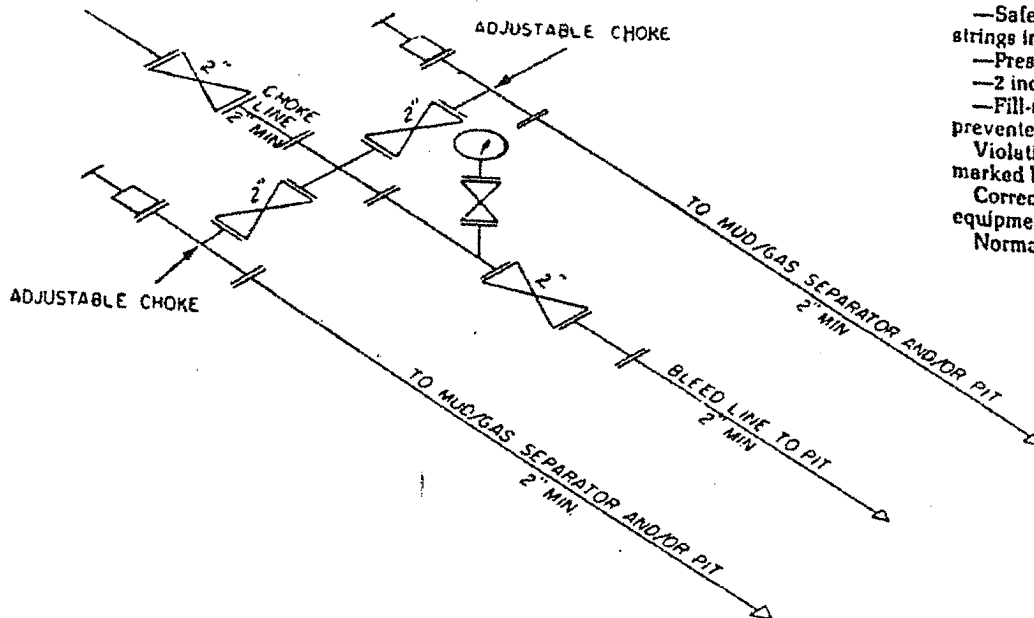 ADJUSTABLE CHOKE
2"
CHOKE
LINE
2" MIN
2"
2"
ADJUSTABLE CHOKE
2"
TO MUD/GAS SEPARATOR AND/OR PIT
2" MIN
BLEED LINE TO PIT
2" MIN
TO MUD/GAS SEPARATOR AND/OR PIT
2" MIN.
—Safe
strings in
—Pres
—2 inc
—Fill-
prevente
Violati
marked
Correc
equipme
Norma